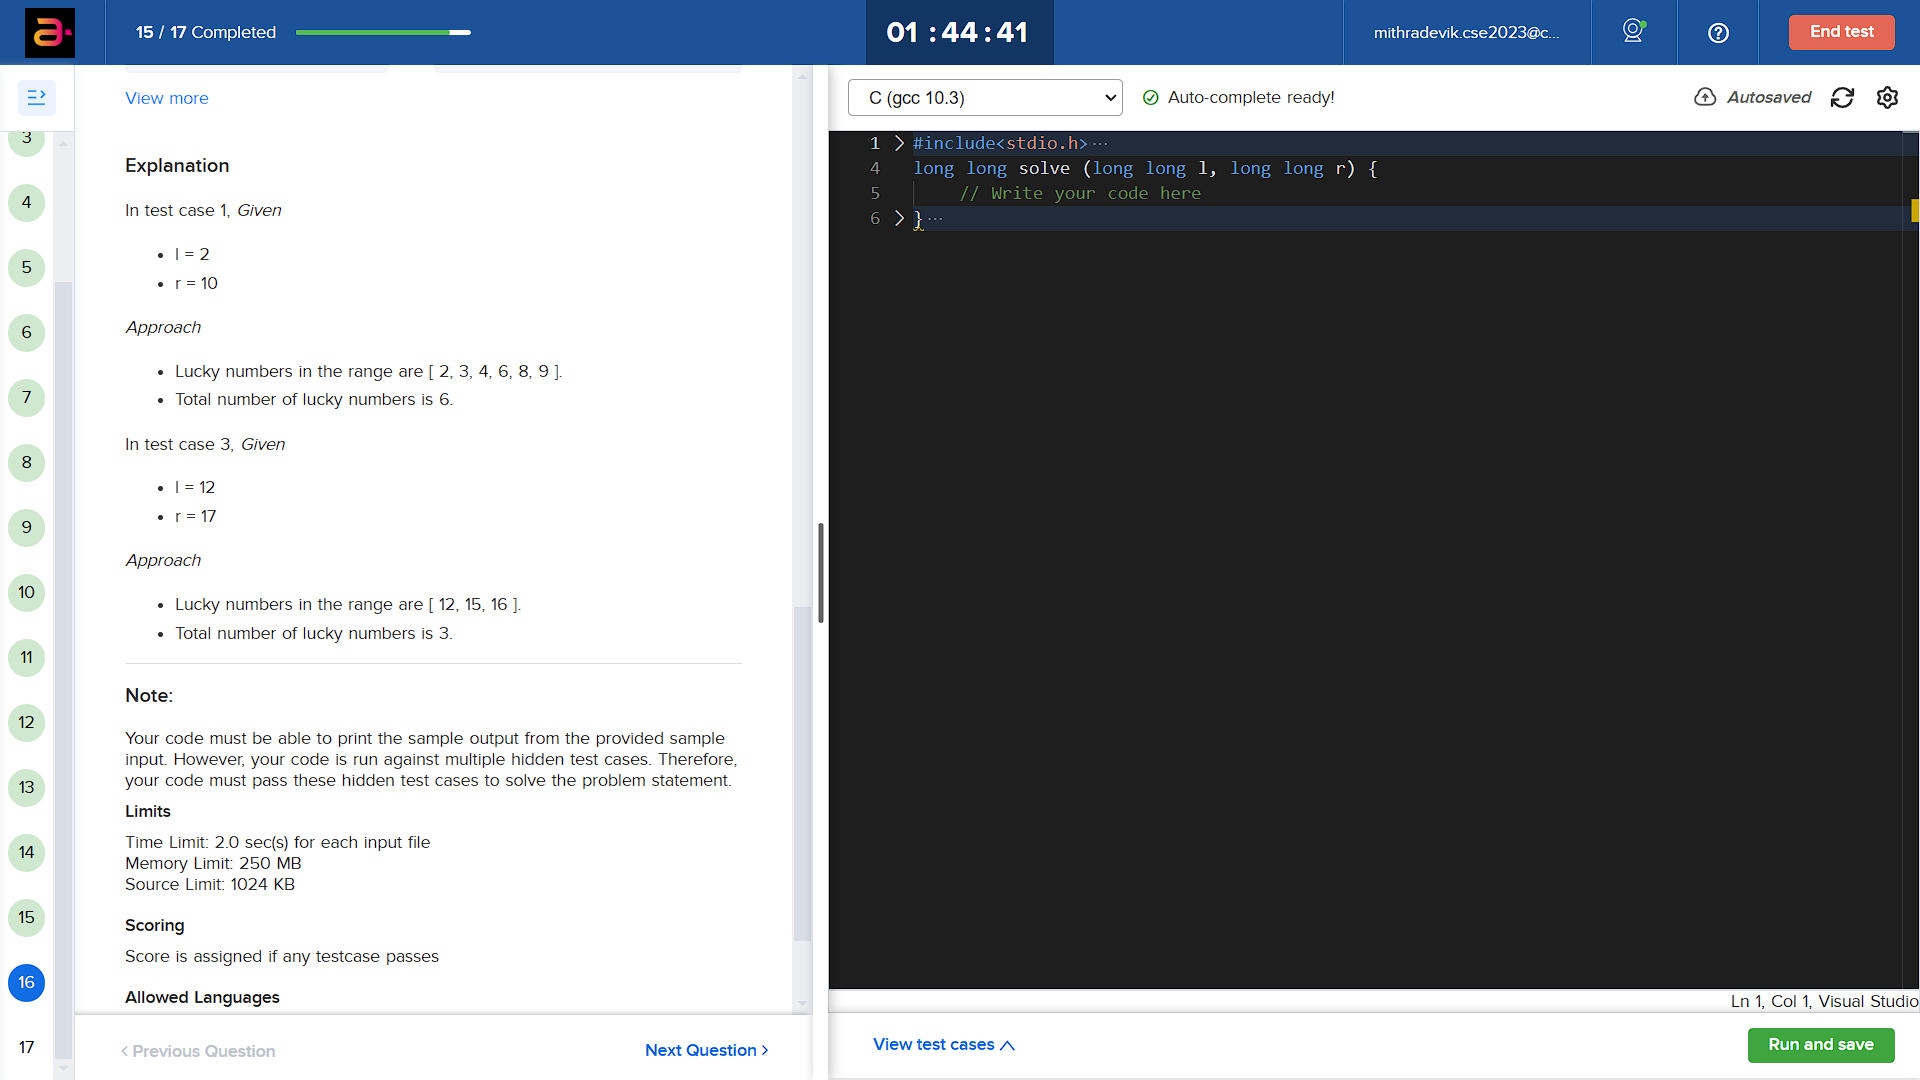 a.
15 / 17 Completed
01 : 44 : 41
mithradevik.cse2023@c...
End test
3
4
5
6
7
8
9
10
11
12
13
14
15
16
17
View more
Explanation
In test case 1, Given
• l = 2
• r = 10
Approach
• Lucky numbers in the range are [ 2, 3, 4, 6, 8, 9 ].
• Total number of lucky numbers is 6.
In test case 3, Given
• l = 12
• r = 17
Approach
• Lucky numbers in the range are [ 12, 15, 16 ].
• Total number of lucky numbers is 3.
Note:
Your code must be able to print the sample output from the provided sample
input. However, your code is run against multiple hidden test cases. Therefore,
your code must pass these hidden test cases to solve the problem statement.
Limits
Time Limit: 2.0 sec(s) for each input file
Memory Limit: 250 MB
Source Limit: 1024 KB
Scoring
Score is assigned if any testcase passes
Allowed Languages
< Previous Question
Next Question >
C (gcc 10.3)
Auto-complete ready!
Autosaved
1 > #include<stdio.h>···
4 long long solve (long long l, long long r) {
5 // Write your code here
6 > }···
Ln 1, Col 1, Visual Studio
View test cases
Run and save